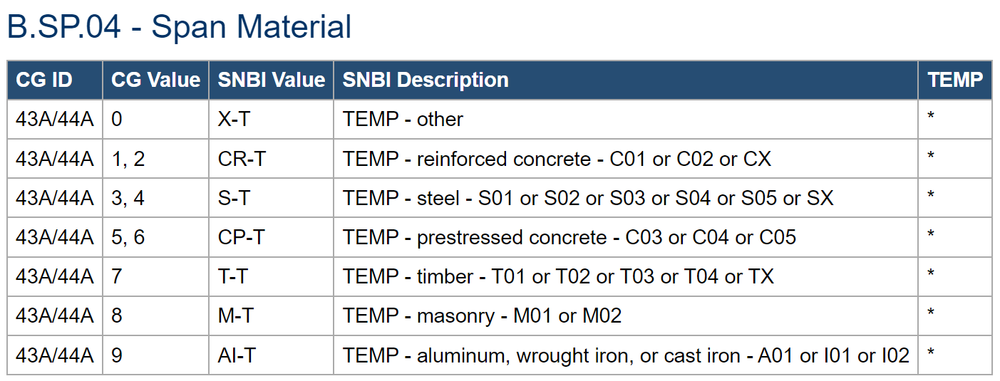 B.SP.04 - Span Material
CG ID CG Value SNBI Value SNBI Description TEMP
43A/44A 0 X-T TEMP - other *
43A/44A 1, 2 CR-T TEMP - reinforced concrete - C01 or C02 or CX *
43A/44A 3, 4 S-T TEMP - steel - S01 or S02 or S03 or S04 or S05 or SX *
43A/44A 5, 6 CP-T TEMP - prestressed concrete - C03 or C04 or C05 *
43A/44A 7 T-T TEMP - timber - T01 or T02 or T03 or T04 or TX *
43A/44A 8 M-T TEMP - masonry - M01 or M02 *
43A/44A 9 AI-T TEMP - aluminum, wrought iron, or cast iron - A01 or I01 or I02 *